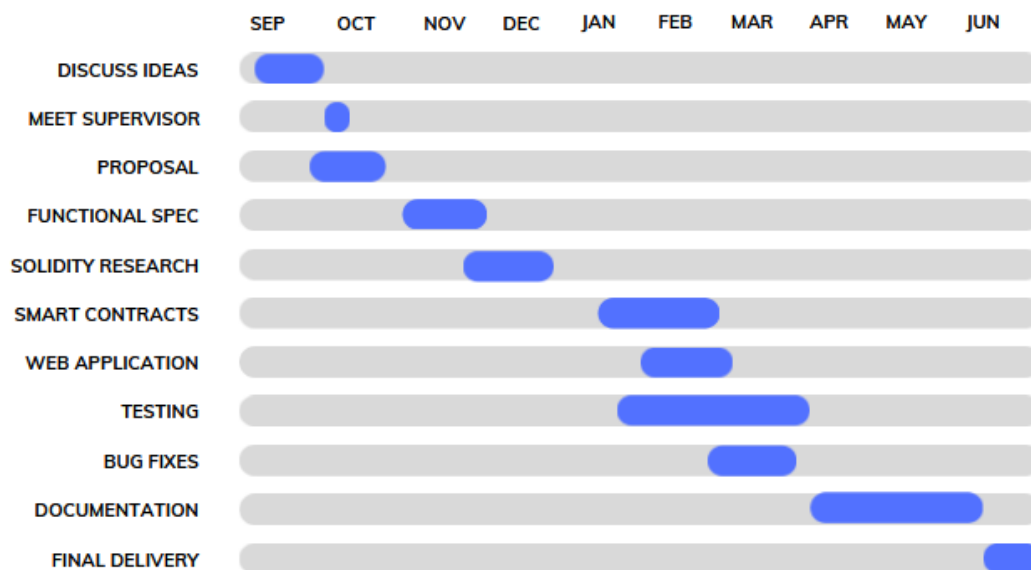 SEP OCT NOV DEC JAN FEB MAR APR MAY JUN
DISCUSS IDEAS
MEET SUPERVISOR
PROPOSAL
FUNCTIONAL SPEC
SOLIDITY RESEARCH
SMART CONTRACTS
WEB APPLICATION
TESTING
BUG FIXES
DOCUMENTATION
FINAL DELIVERY